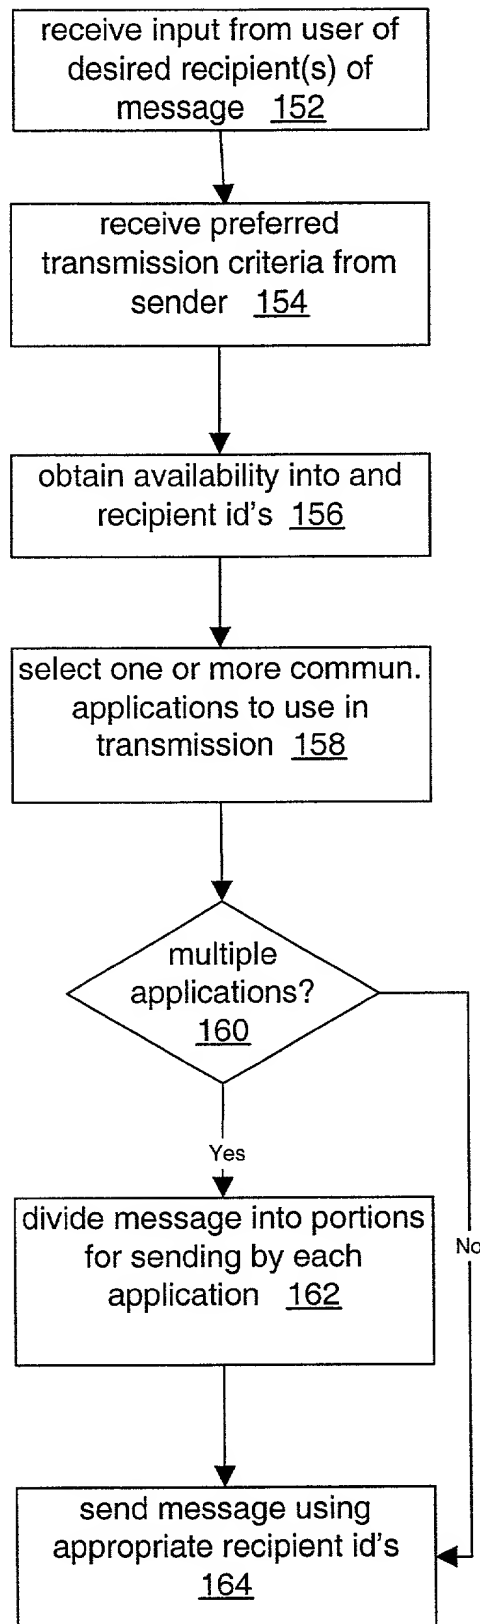 receive input from user of
desired recipient(s) of
message 152
receive preferred
transmission criteria from
sender 154
obtain availability into and
recipient id's 156
select one or more commun.
applications to use in
transmission 158
multiple
applications?
160
Yes
divide message into portions
for sending by each
application 162
No
send message using
appropriate recipient id's
164